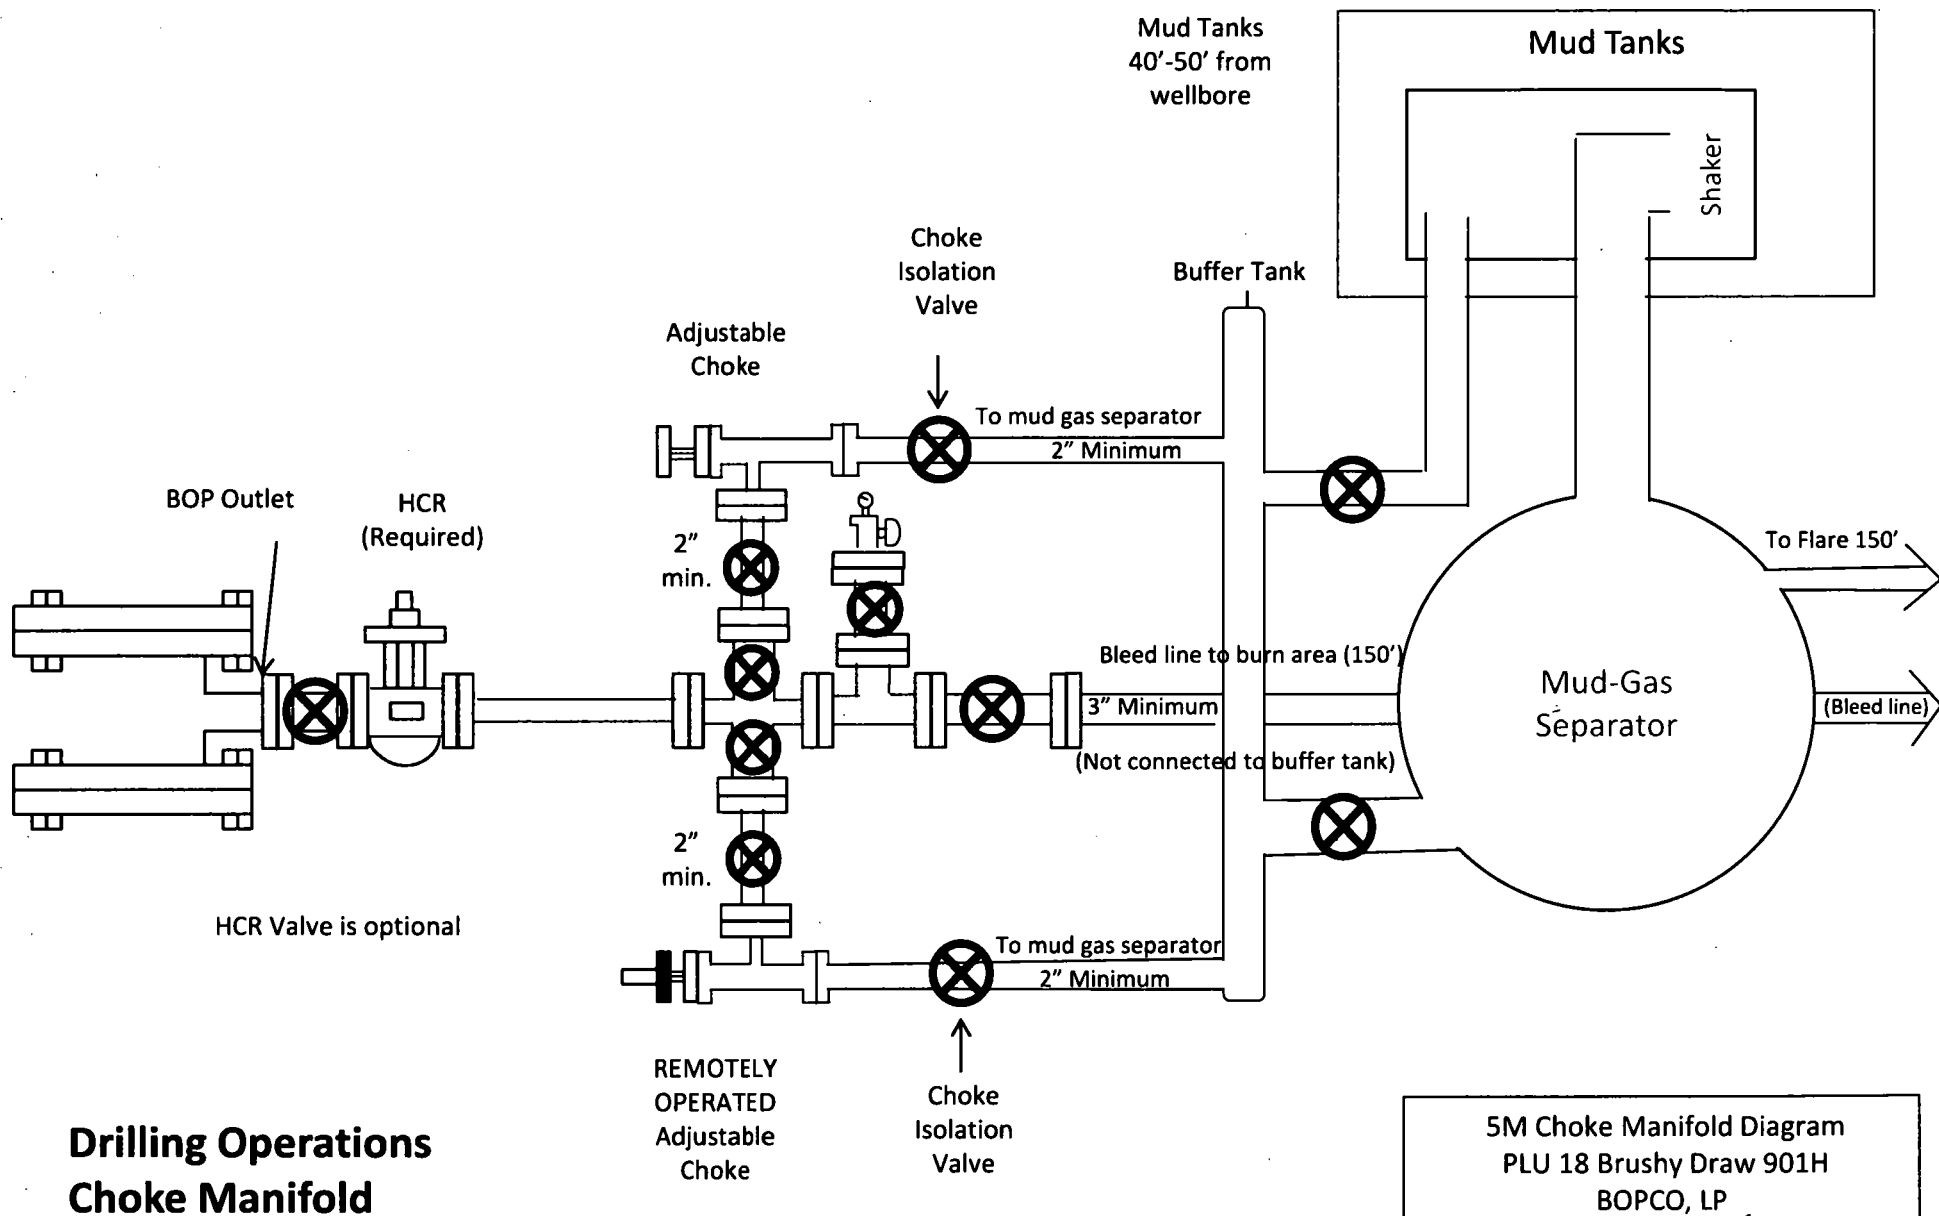 Mud Tanks
40'-50' from
wellbore
Mud Tanks
Shaker
Choke
Isolation
Valve
Buffer Tank
Adjustable
Choke
To mud gas separator
2" Minimum
BOP Outlet
HCR
(Required)
2"
min.
To Flare 150'
Bleed line to burn area (150')
3" Minimum
(Not connected to buffer tank)
Mud-Gas
Separator
(Bleed line)
2"
min.
HCR Valve is optional
To mud gas separator
2" Minimum
REMOTELY
OPERATED
Adjustable
Choke
Choke
Isolation
Valve
Drilling Operations
Choke Manifold
5M Choke Manifold Diagram
PLU 18 Brushy Draw 901H
BOPCO, LP